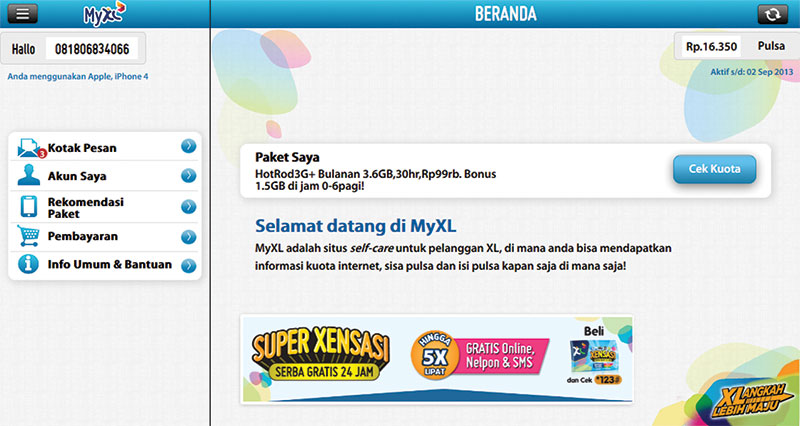 MyXL
BERANDA
Hallo 081806834066
Rp.16.350 Pulsa
Anda menggunakan Apple, iPhone 4
Aktif s/d: 02 Sep 2013
3
Kotak Pesan
Akun Saya
Rekomendasi
Paket
Pembayaran
Info Umum & Bantuan
Paket Saya
HotRod3G+ Bulanan 3.6GB,30hr,Rp99rb. Bonus
1.5GB di jam 0-6pagi!
Cek Kuota
Selamat datang di MyXL
MyXL adalah situs self-care untuk pelanggan XL, di mana anda bisa mendapatkan
informasi kuota internet, sisa pulsa dan isi pulsa kapan saja di mana saja!
SUPER XENSASI
SERBA GRATIS 24 JAM
HINGGA
5X
LIPAT
GRATIS Online,
Nelpon & SMS
Beli
XENSASI
dan Cek *123#
XLANGKAH
LEBIH MAJU